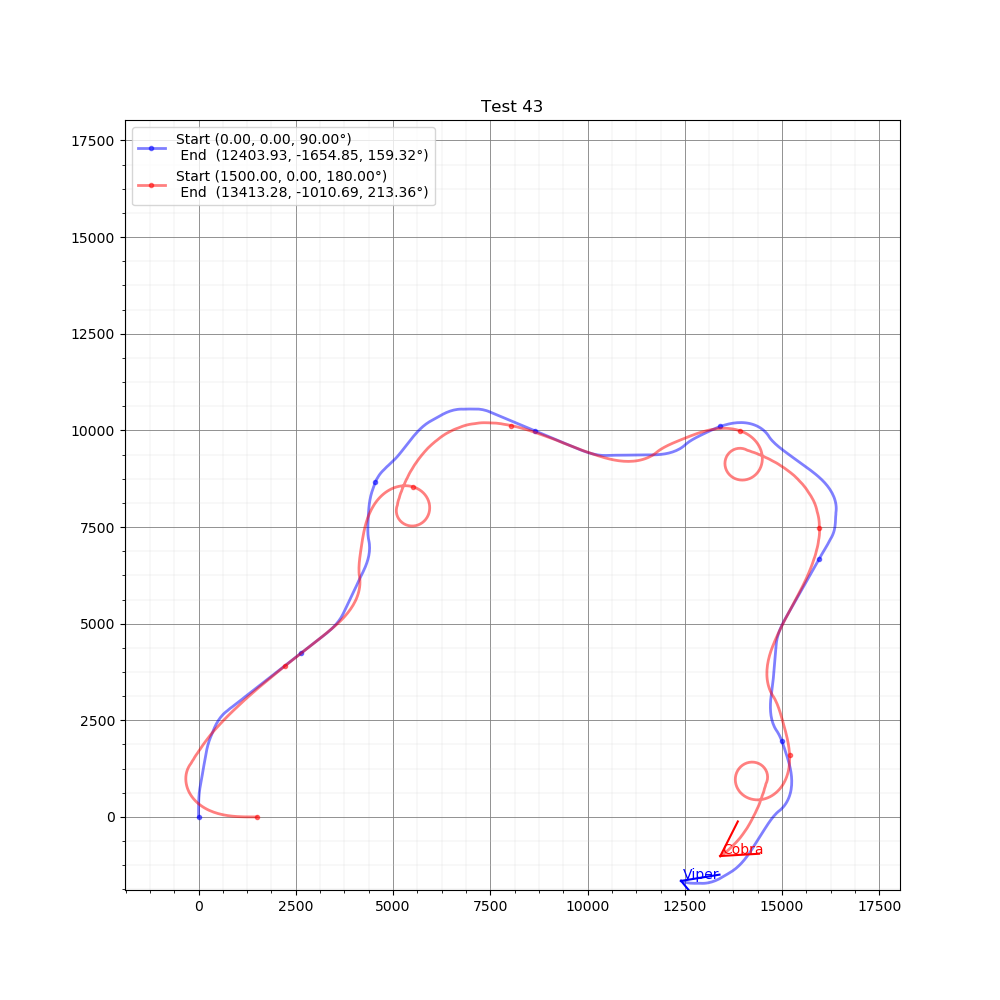 Test 43
Start (0.00, 0.00, 90.00°)
End (12403.93, -1654.85, 159.32°)
Start (1500.00, 0.00, 180.00°)
End (13413.28, -1010.69, 213.36°)
17500
15000
12500
10000
7500
5000
2500
0
Cobra
Viper
0 2500 5000 7500 10000 12500 15000 17500